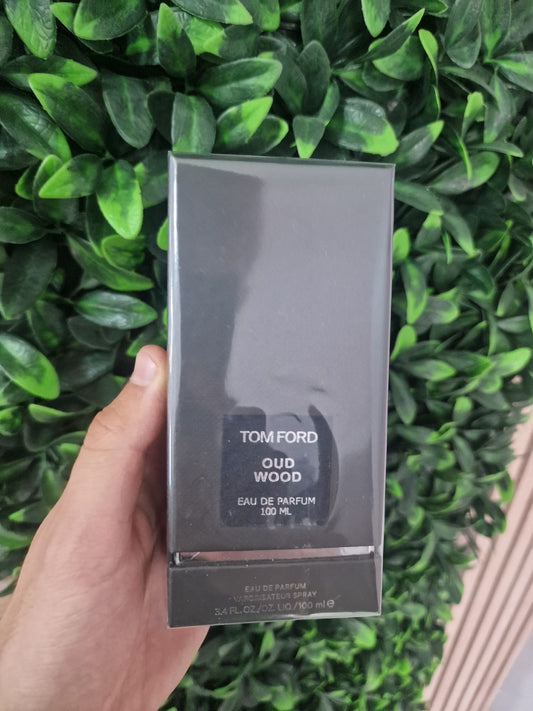 TOM FORD
OUD
WOOD
EAU DE PARFUM
100 ML
EAU DE PARFUM
VAPORISATEUR SPRAY
3.4 FL.OZ./OZ. LIQ./100 ml ℮